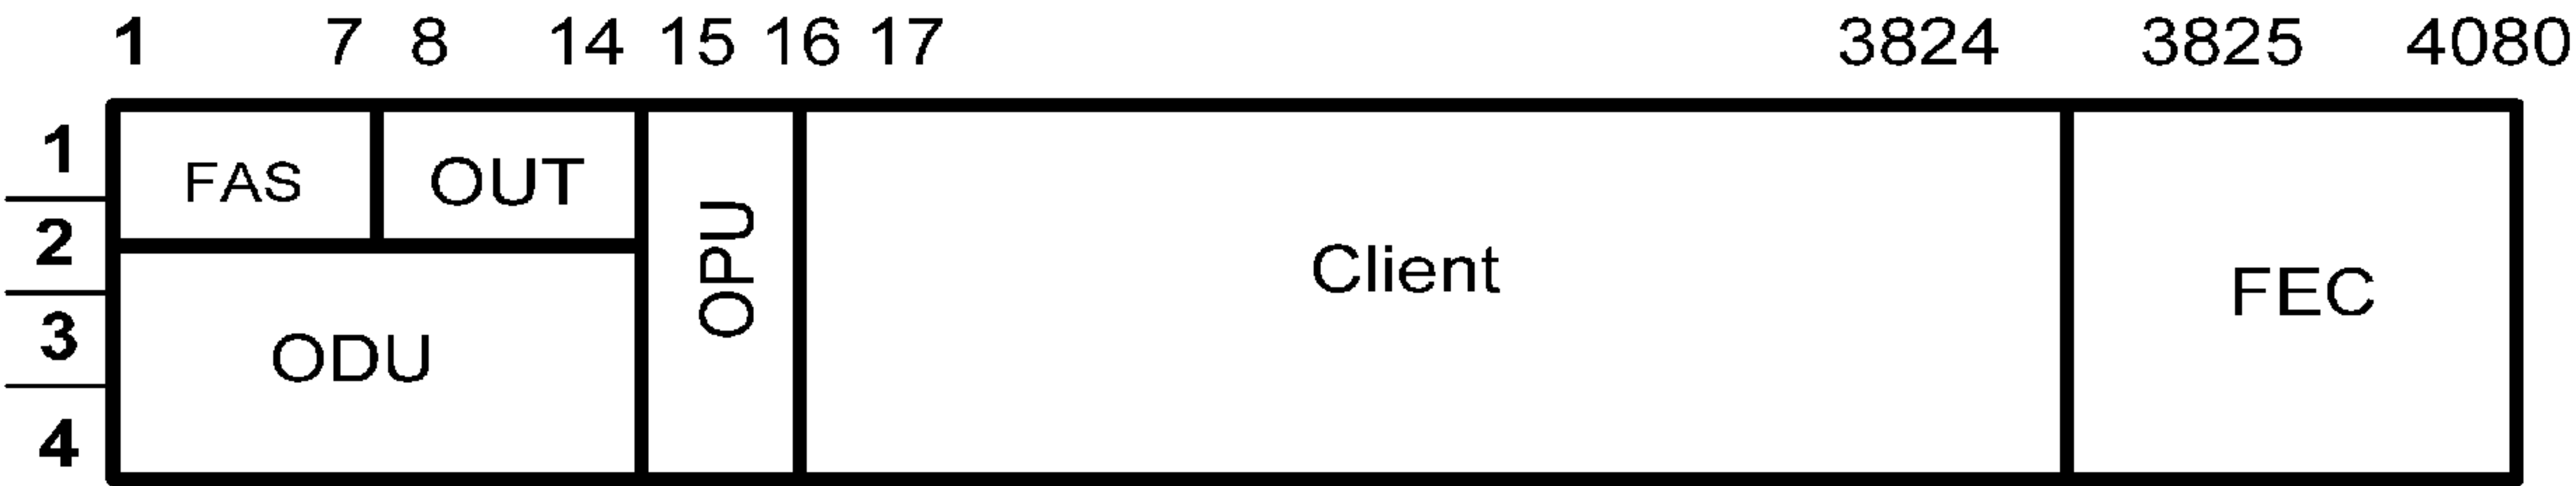 1 7 8 14 15 16 17 3824 3825 4080
1
FAS OUT
2
OPU
Client
FEC
3
ODU
4